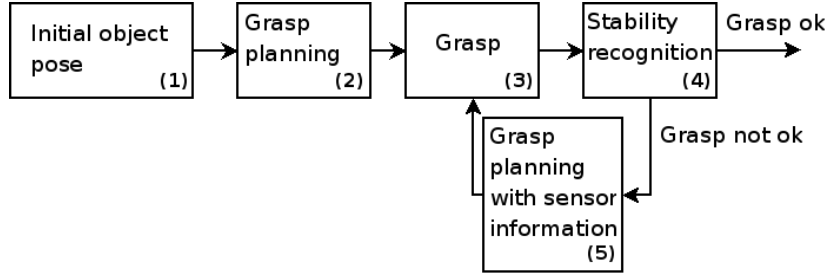 Initial object
pose
(1)
Grasp
planning
(2)
Grasp
(3)
Stability
recognition
(4)
Grasp ok
Grasp not ok
Grasp
planning
with sensor
information
(5)